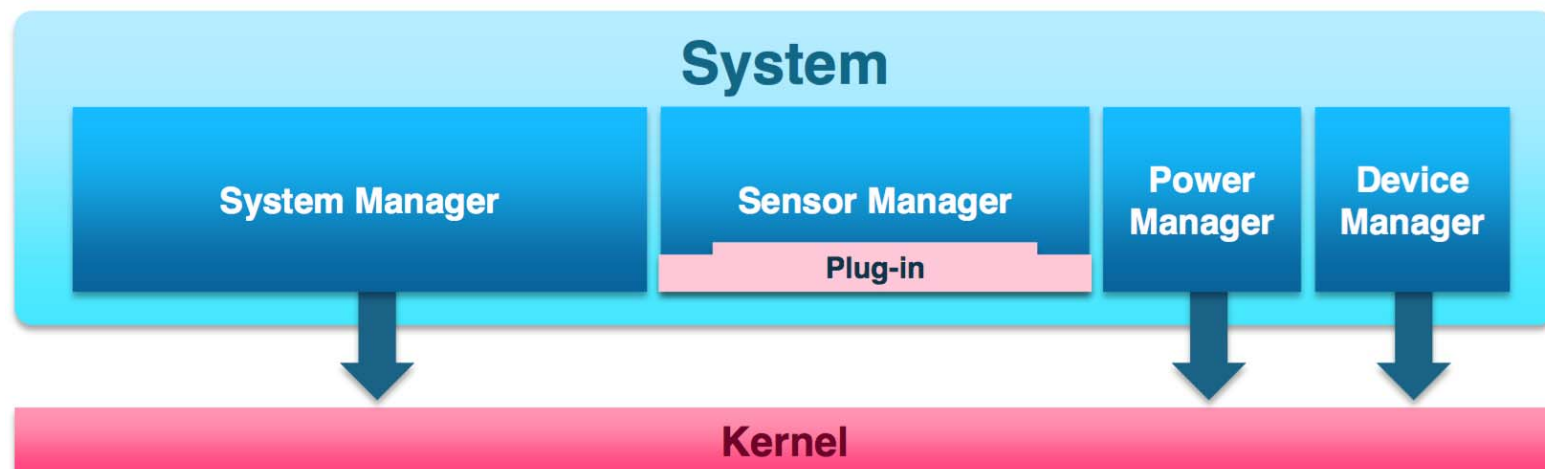 System
System Manager
Sensor Manager
Plug-in
Power
Manager
Device
Manager
Kernel